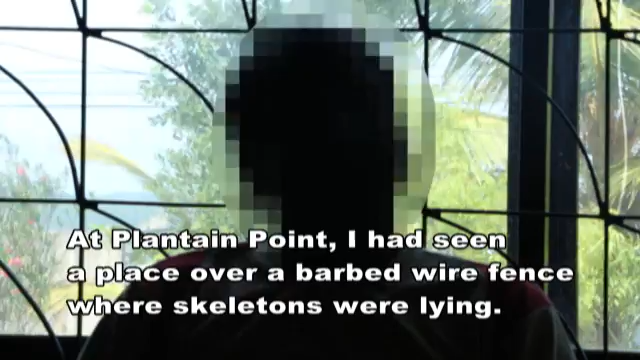 At Plantain Point, I had seen
a place over a barbed wire fence
where skeletons were lying.